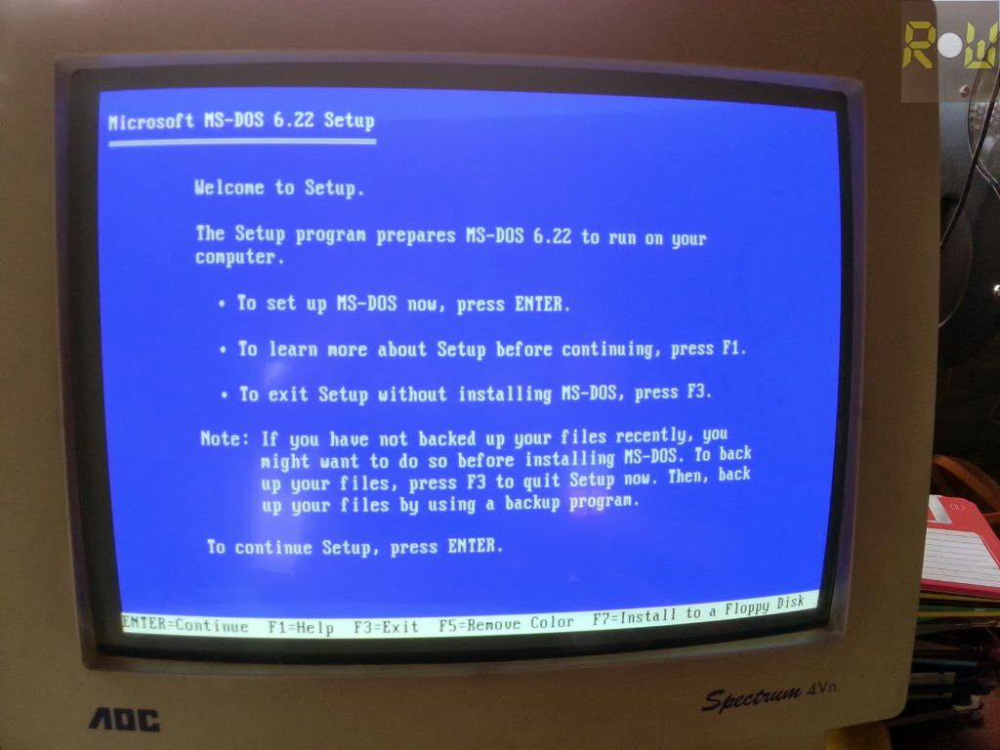 R●W
Microsoft MS-DOS 6.22 Setup
Welcome to Setup.
The Setup program prepares MS-DOS 6.22 to run on your
computer.
• To set up MS-DOS now, press ENTER.
• To learn more about Setup before continuing, press F1.
• To exit Setup without installing MS-DOS, press F3.
Note: If you have not backed up your files recently, you
might want to do so before installing MS-DOS. To back
up your files, press F3 to quit Setup now. Then, back
up your files by using a backup program.
To continue Setup, press ENTER.
ENTER=Continue F1=Help F3=Exit F5=Remove Color F7=Install to a Floppy Disk
AOC
Spectrum 4Vn